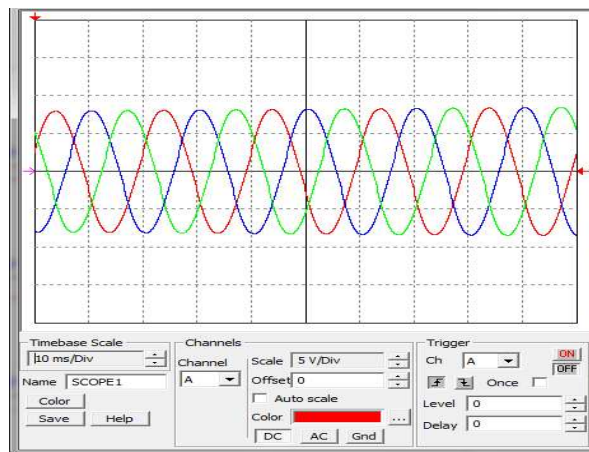 Timebase Scale
10 ms/Div
Name SCOPE1
Color
Save Help
Channels
Channel
A
Scale 5 V/Div
Offset 0
Auto scale
Color ...
DC AC Gnd
Trigger
Ch A ON
OFF
Once
Level 0
Delay 0